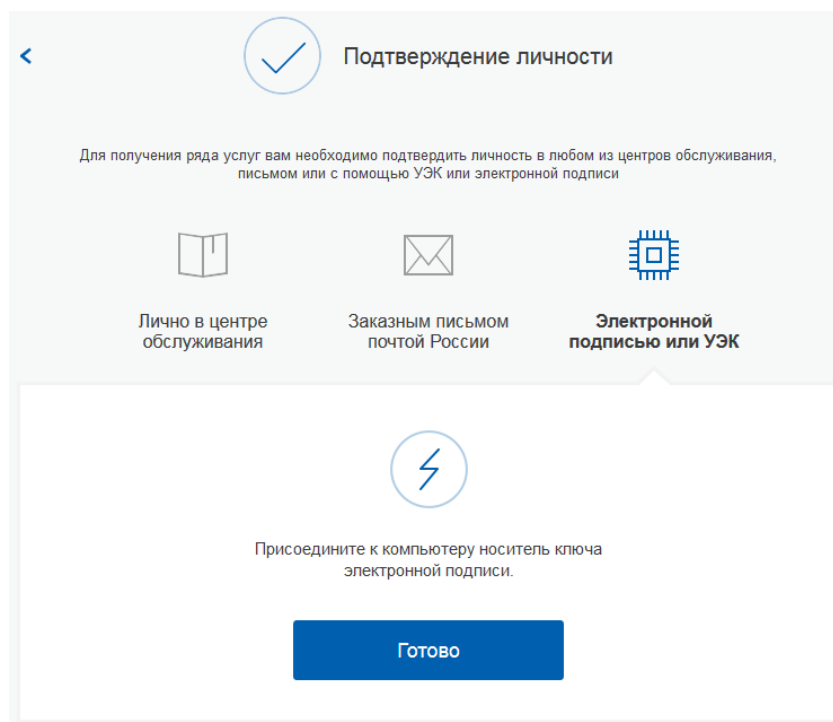 Подтверждение личности
Для получения ряда услуг вам необходимо подтвердить личность в любом из центров обслуживания,
письмом или с помощью УЭК или электронной подписи
Лично в центре
обслуживания
Заказным письмом
почтой России
Электронной
подписью или УЭК
Присоедините к компьютеру носитель ключа
электронной подписи.
Готово